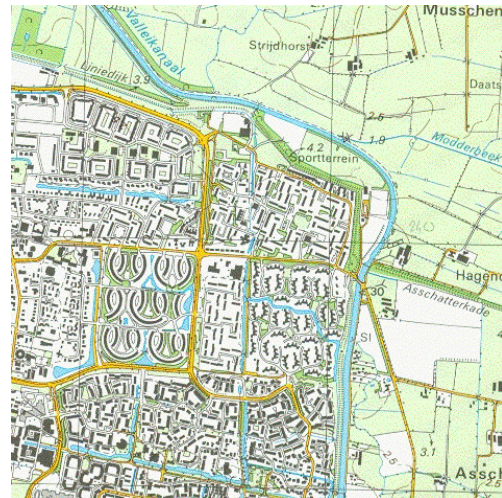 Musschen
Valleikanaal
Strijdhorst
Liniedijk 3.9
Daats
2.5
4.2
1.9
Modderbeek
Sportterrein
Hagen
30
Asschatterkade
Sl
2.5
3.1
Assch